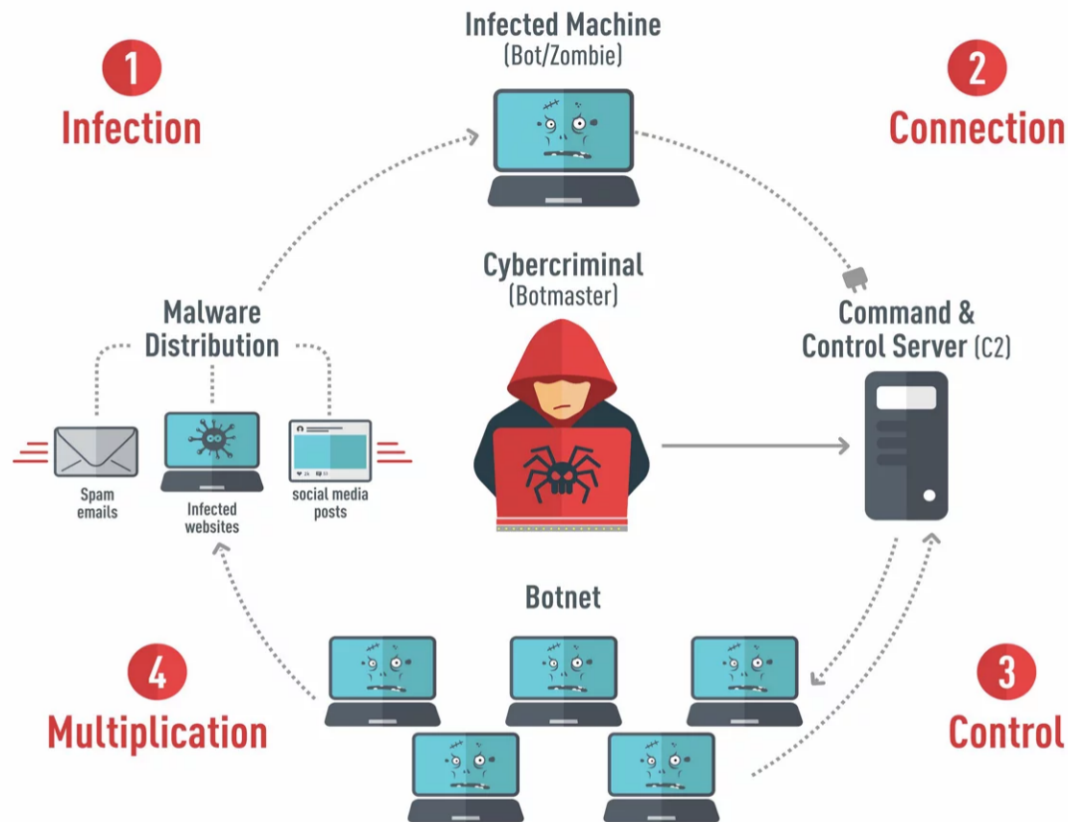 Infected Machine
(Bot/Zombie)
1
Infection
2
Connection
Cybercriminal
(Botmaster)
Malware
Distribution
Command &
Control Server (C2)
Spam
emails
Infected
websites
social media
posts
Botnet
4
Multiplication
3
Control